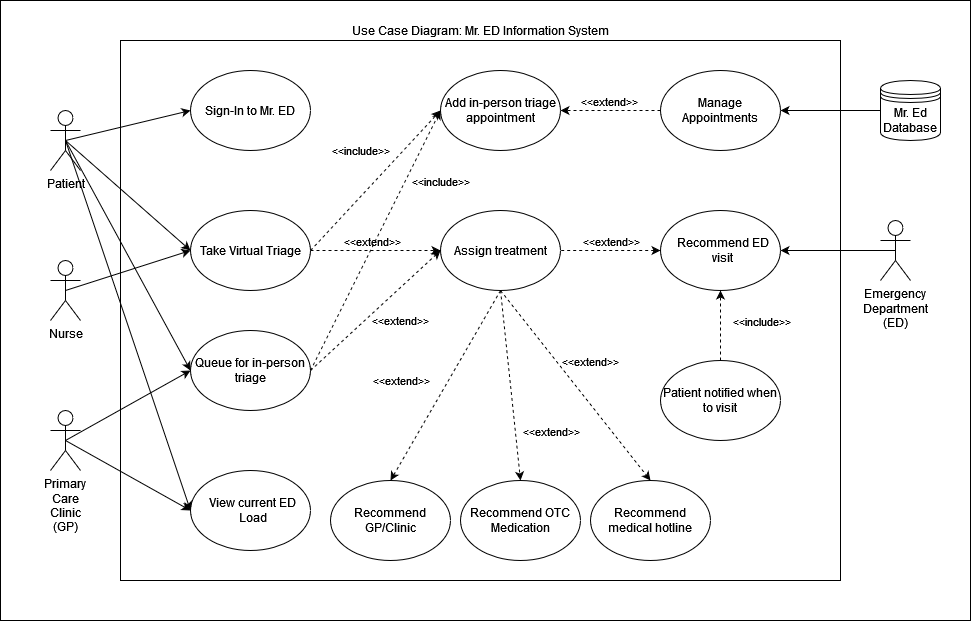 Use Case Diagram: Mr. ED Information System
Sign-In to Mr. ED
Add in-person triage
appointment
<<extend>>
Manage
Appointments
Mr. Ed
Database
Patient
<<include>>
<<include>>
Take Virtual Triage
<<extend>>
Assign treatment
<<extend>>
Recommend ED
visit
Emergency
Department
(ED)
Nurse
<<extend>>
<<include>>
Queue for in-person
triage
<<extend>>
<<extend>>
Patient notified when
to visit
<<extend>>
Primary
Care
Clinic
(GP)
View current ED
Load
Recommend
GP/Clinic
Recommend OTC
Medication
Recommend
medical hotline